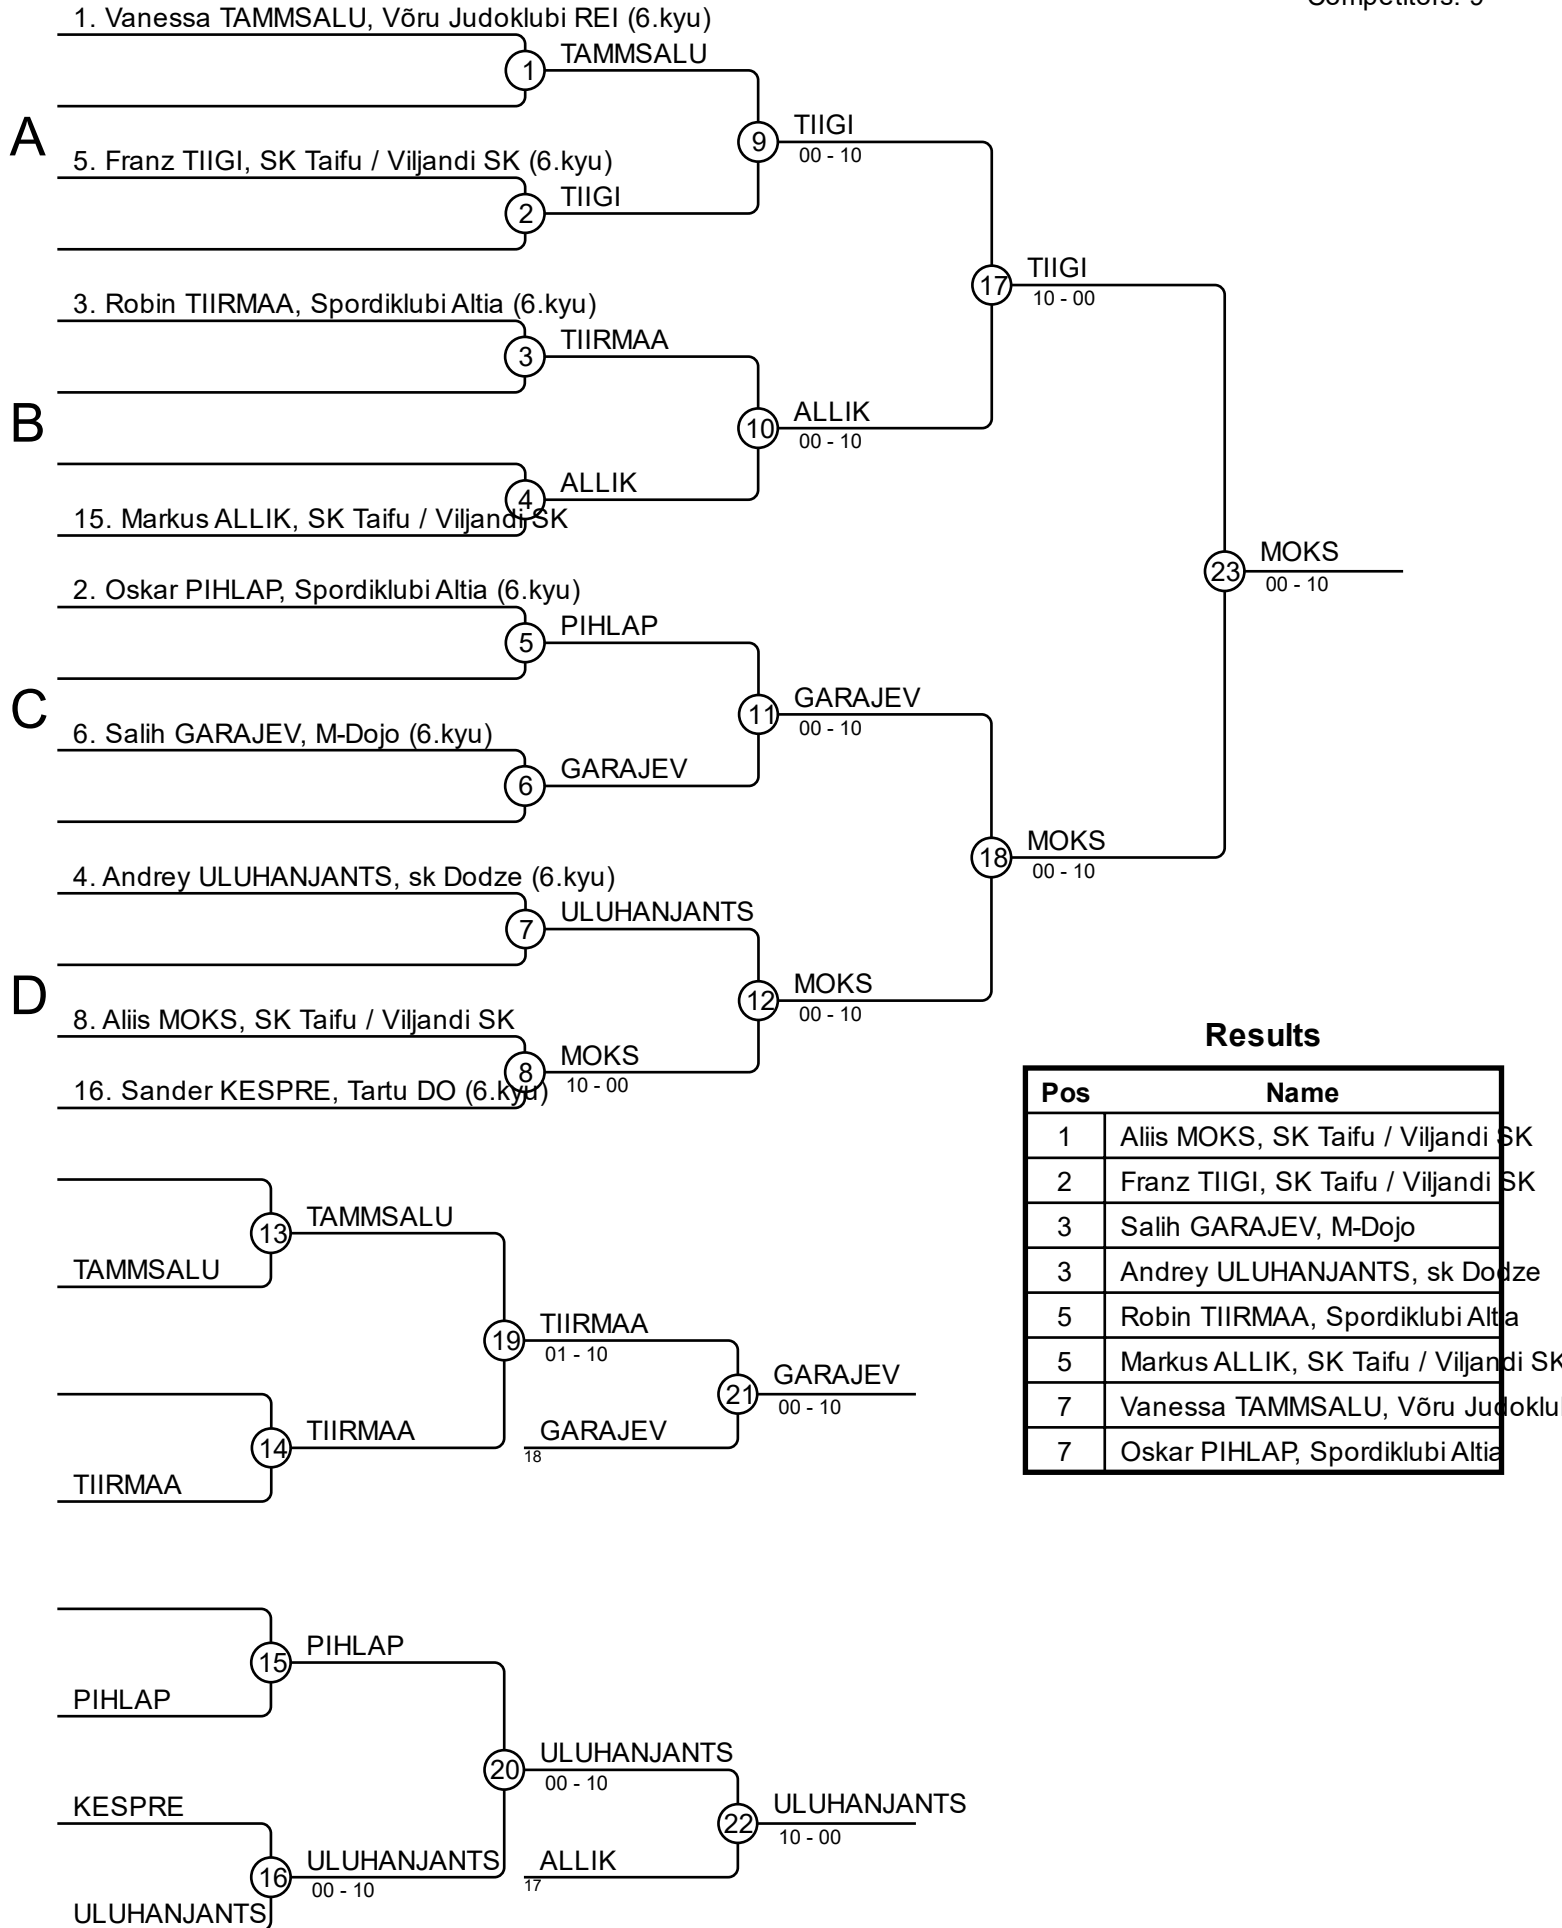 Competitors: 9
1. Vanessa TAMMSALU, Võru Judoklubi REI (6.kyu)
1
TAMMSALU
A
9
TIIGI
00 - 10
5. Franz TIIGI, SK Taifu / Viljandi SK (6.kyu)
2
TIIGI
17
TIIGI
10 - 00
3. Robin TIIRMAA, Spordiklubi Altia (6.kyu)
3
TIIRMAA
B
10
ALLIK
00 - 10
4
ALLIK
15. Markus ALLIK, SK Taifu / Viljandi SK
23
MOKS
00 - 10
2. Oskar PIHLAP, Spordiklubi Altia (6.kyu)
5
PIHLAP
C
11
GARAJEV
00 - 10
6. Salih GARAJEV, M-Dojo (6.kyu)
6
GARAJEV
18
MOKS
00 - 10
4. Andrey ULUHANJANTS, sk Dodze (6.kyu)
7
ULUHANJANTS
D
12
MOKS
00 - 10
8. Aliis MOKS, SK Taifu / Viljandi SK
8
MOKS
10 - 00
16. Sander KESPRE, Tartu DO (6.kyu)
Results
Pos Name
1 Aliis MOKS, SK Taifu / Viljandi SK
2 Franz TIIGI, SK Taifu / Viljandi SK
3 Salih GARAJEV, M-Dojo
3 Andrey ULUHANJANTS, sk Dodze
5 Robin TIIRMAA, Spordiklubi Altia
5 Markus ALLIK, SK Taifu / Viljandi SK
7 Vanessa TAMMSALU, Võru Judoklu
7 Oskar PIHLAP, Spordiklubi Altia
13
TAMMSALU
TAMMSALU
19
TIIRMAA
01 - 10
21
GARAJEV
00 - 10
14
TIIRMAA
GARAJEV
18
TIIRMAA
15
PIHLAP
PIHLAP
20
ULUHANJANTS
00 - 10
KESPRE
22
ULUHANJANTS
10 - 00
16
ULUHANJANTS
00 - 10
ALLIK
17
ULUHANJANTS